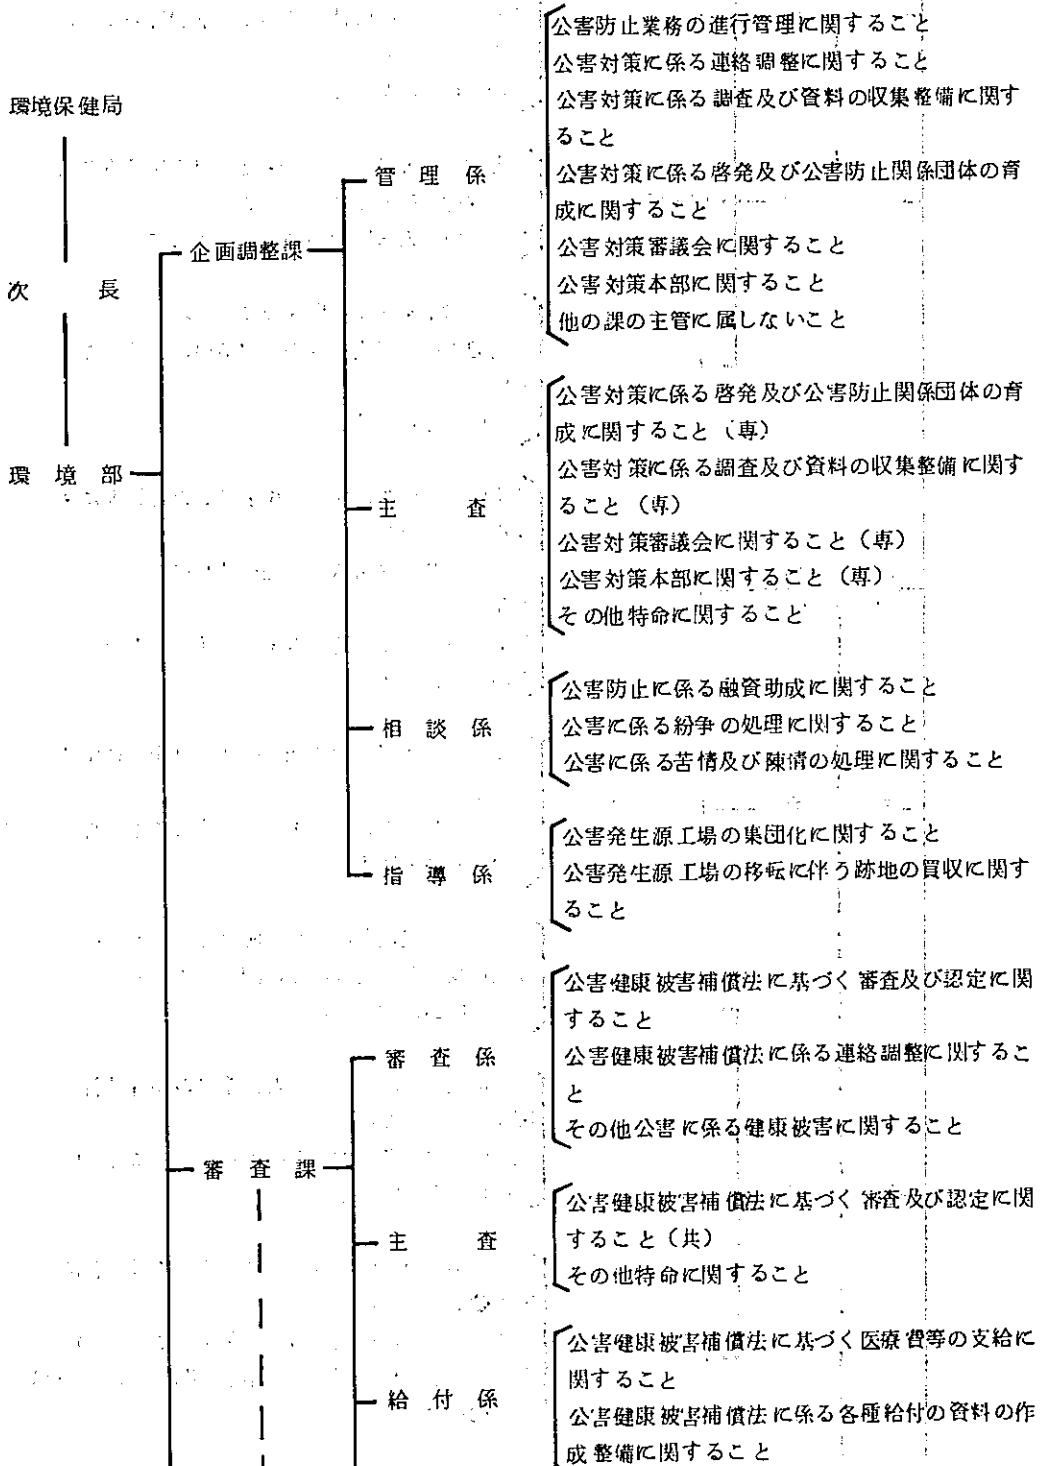 環境保健局
次長
環境部
企画調整課
管理係
公害防止業務の進行管理に関すること
公害対策に係る連絡調整に関すること
公害対策に係る調査及び資料の収集整備に関す
ること
公害対策に係る啓発及び公害防止関係団体の育
成に関すること
公害対策審議会に関すること
公害対策本部に関すること
他の課の主管に属しないこと
主査
公害対策に係る啓発及び公害防止関係団体の育
成に関すること(専)
公害対策に係る調査及び資料の収集整備に関す
ること(専)
公害対策審議会に関すること(専)
公害対策本部に関すること(専)
その他特命に関すること
相談係
公害防止に係る融資助成に関すること
公害に係る紛争の処理に関すること
公害に係る苦情及び陳情の処理に関すること
指導係
公害発生源工場の集団化に関すること
公害発生源工場の移転に伴う跡地の買収に関す
ること
審査課
審査係
公害健康被害補償法に基づく審査及び認定に関
すること
公害健康被害補償法に係る連絡調整に関するこ
と
その他公害に係る健康被害に関すること
主査
公害健康被害補償法に基づく審査及び認定に関
すること(共)
その他特命に関すること
給付係
公害健康被害補償法に基づく医療費等の支給に
関すること
公害健康被害補償法に係る各種給付の資料の作
成整備に関すること